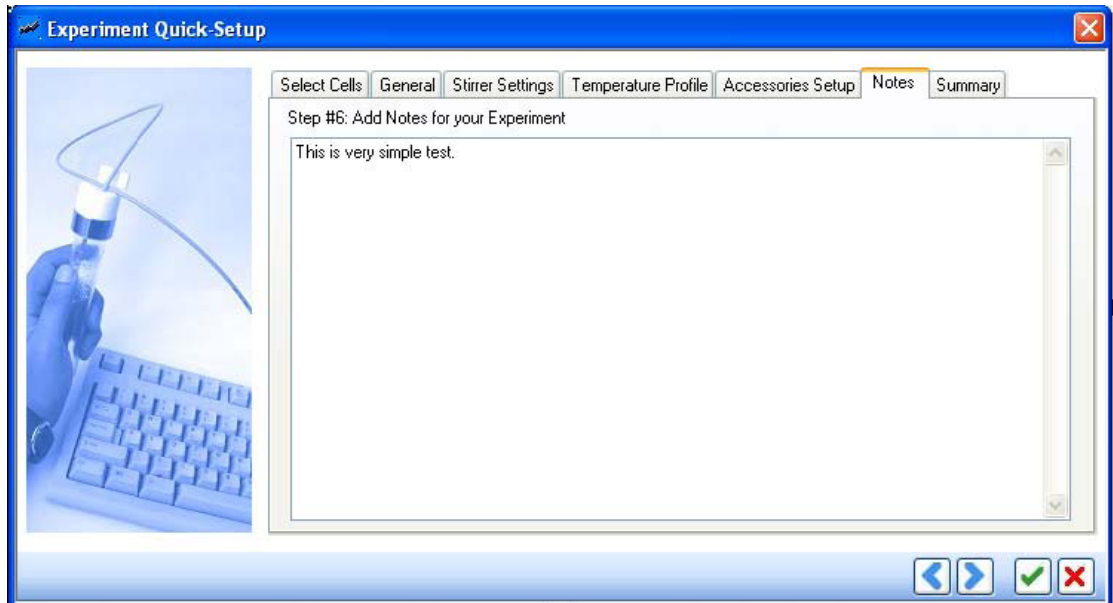 Experiment Quick-Setup
Select Cells General Stirrer Settings Temperature Profile Accessories Setup Notes Summary
Step #6: Add Notes for your Experiment
This is very simple test.